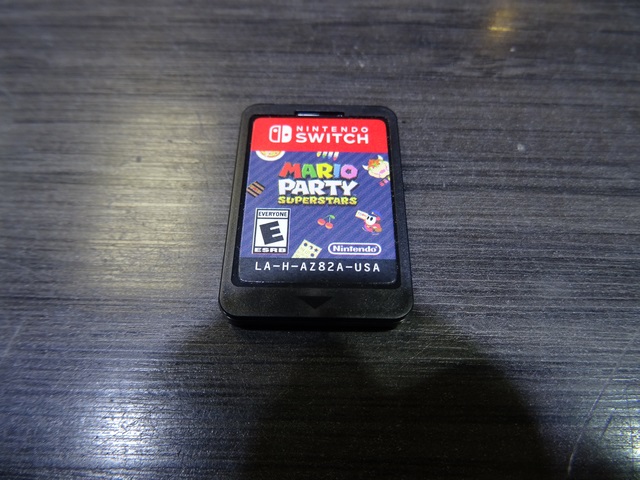 NINTENDO
SWITCH
MARIO
PARTY
SUPERSTARS
EVERYONE
E
ESRB
Nintendo
LA-H-AZ82A-USA